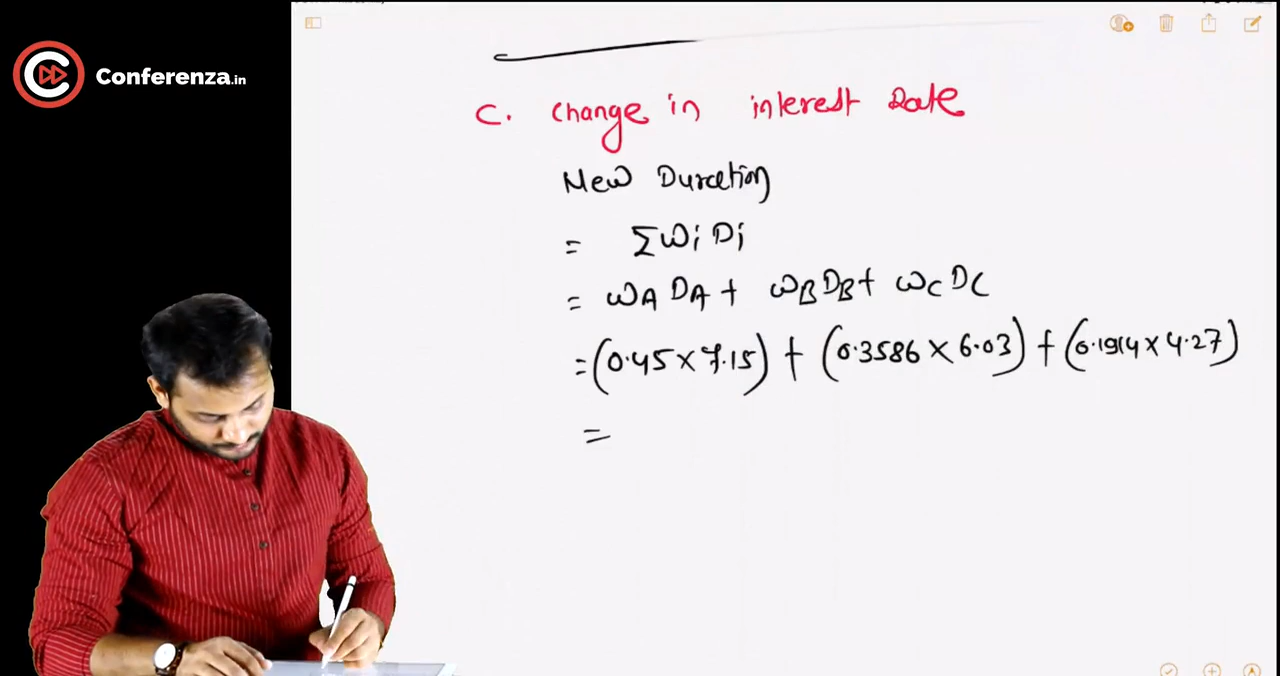 Conferenza.in
C. Change in interest Rate
New Duration
= ΣWi Di
= WA DA + WB DB + WC DC
= (0.45 × 7.15) + (0.3586 × 6.03) + (0.1914 × 4.27)
=